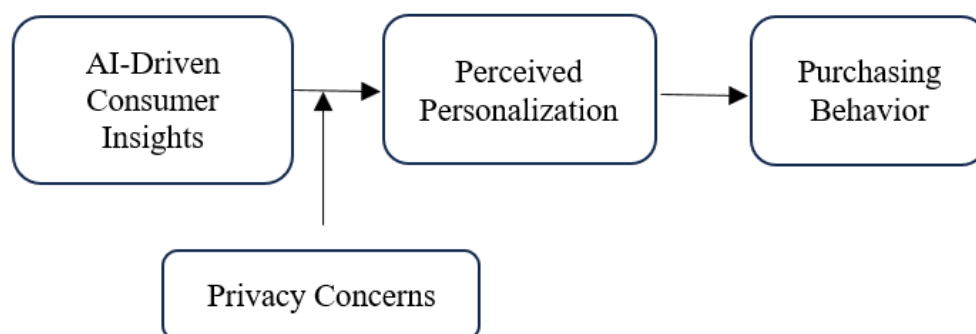 AI-Driven
Consumer
Insights
Perceived
Personalization
Purchasing
Behavior
Privacy Concerns